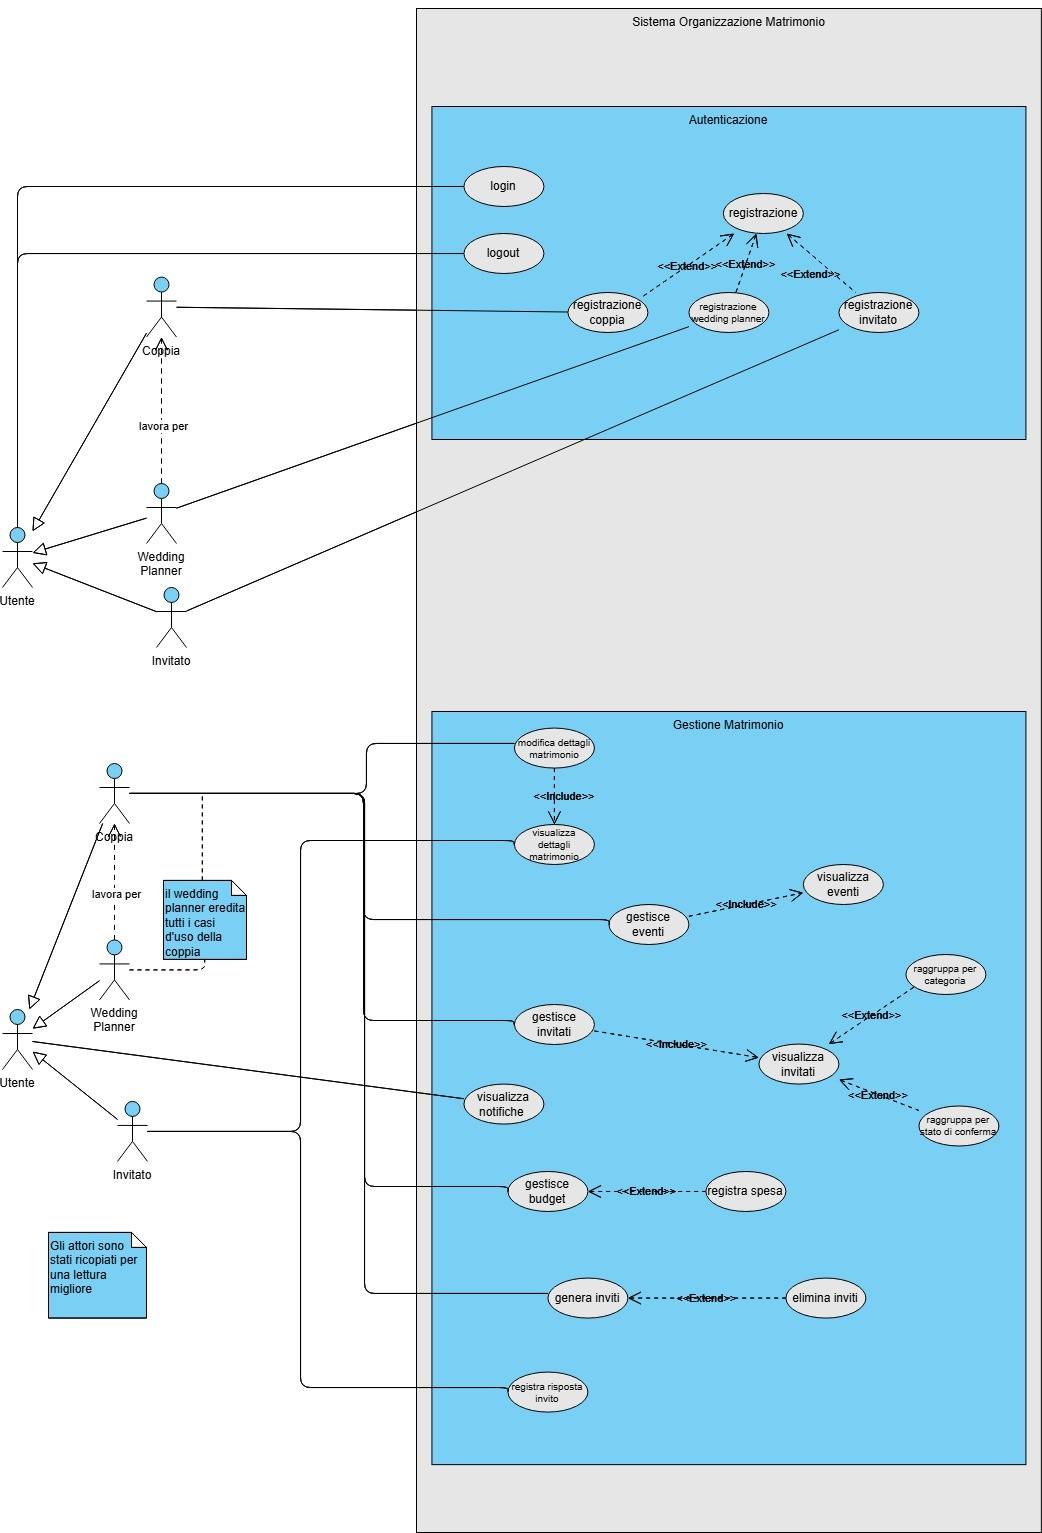 Sistema Organizzazione Matrimonio
Autenticazione
login
logout
registrazione
<<Extend>>
<<Extend>>
<<Extend>>
registrazione
coppia
registrazione
wedding planner
registrazione
invitato
Coppia
lavora per
Wedding
Planner
Utente
Invitato
Gestione Matrimonio
modifica dettagli
matrimonio
<<Include>>
visualizza
dettagli
matrimonio
Coppia
lavora per
il wedding
planner eredita
tutti i casi
d'uso della
coppia
Wedding
Planner
Utente
Invitato
visualizza
eventi
<<Include>>
gestisce
eventi
raggruppa per
categoria
<<Extend>>
gestisce
invitati
<<Include>>
visualizza
invitati
<<Extend>>
raggruppa per
stato di conferma
visualizza
notifiche
gestisce
budget
<<Extend>>
registra spesa
Gli attori sono
stati ricopiati per
una lettura
migliore
genera inviti
<<Extend>>
elimina inviti
registra risposta
invito